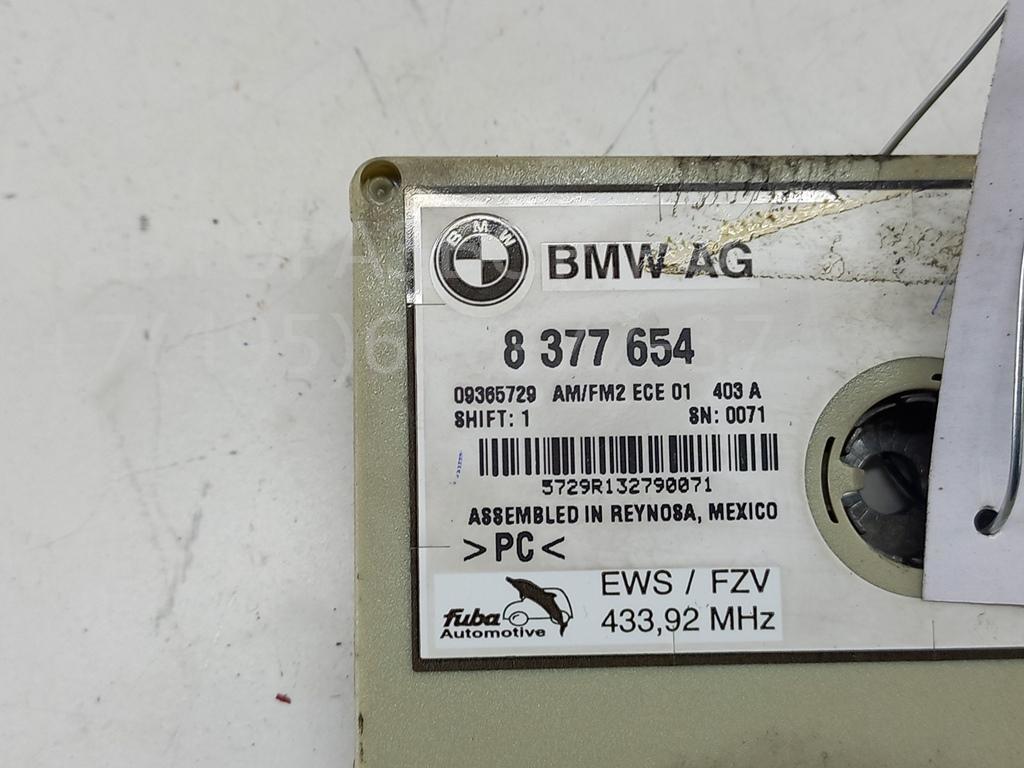 BMW
BMW AG
8 377 654
09365729 AM/FM2 ECE 01 403 A
SHIFT: 1 SN: 0071
5729R132790071
ASSEMBLED IN REYNOSA, MEXICO
>PC<
fuba
Automotive
EWS / FZV
433,92 MHz